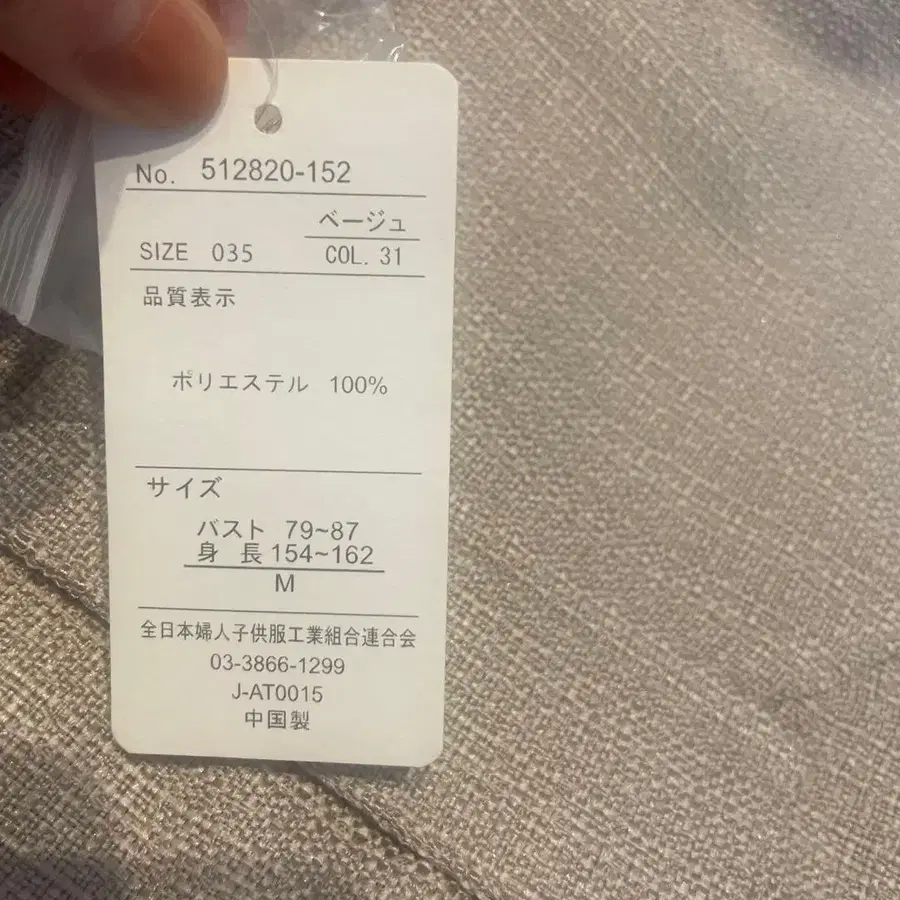 No. 512820-152
ベージュ
SIZE 035 COL. 31
品質表示
ポリエステル 100%
サイズ
バスト 79~87
身 長 154~162
M
全日本婦人子供服工業組合連合会
03-3866-1299
J-AT0015
中国製